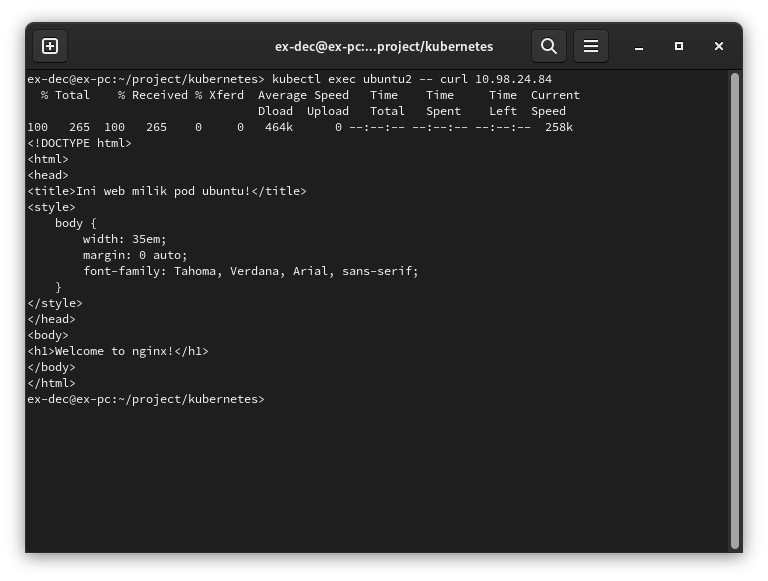 ex-dec@ex-pc:...project/kubernetes
ex-dec@ex-pc:~/project/kubernetes> kubectl exec ubuntu2 -- curl 10.98.24.84
  % Total    % Received % Xferd  Average Speed   Time    Time     Time  Current
                                 Dload  Upload   Total   Spent    Left  Speed
100   265  100   265    0     0   464k      0 --:--:-- --:--:-- --:--:--  258k
<!DOCTYPE html>
<html>
<head>
<title>Ini web milik pod ubuntu!</title>
<style>
    body {
        width: 35em;
        margin: 0 auto;
        font-family: Tahoma, Verdana, Arial, sans-serif;
    }
</style>
</head>
<body>
<h1>Welcome to nginx!</h1>
</body>
</html>
ex-dec@ex-pc:~/project/kubernetes>